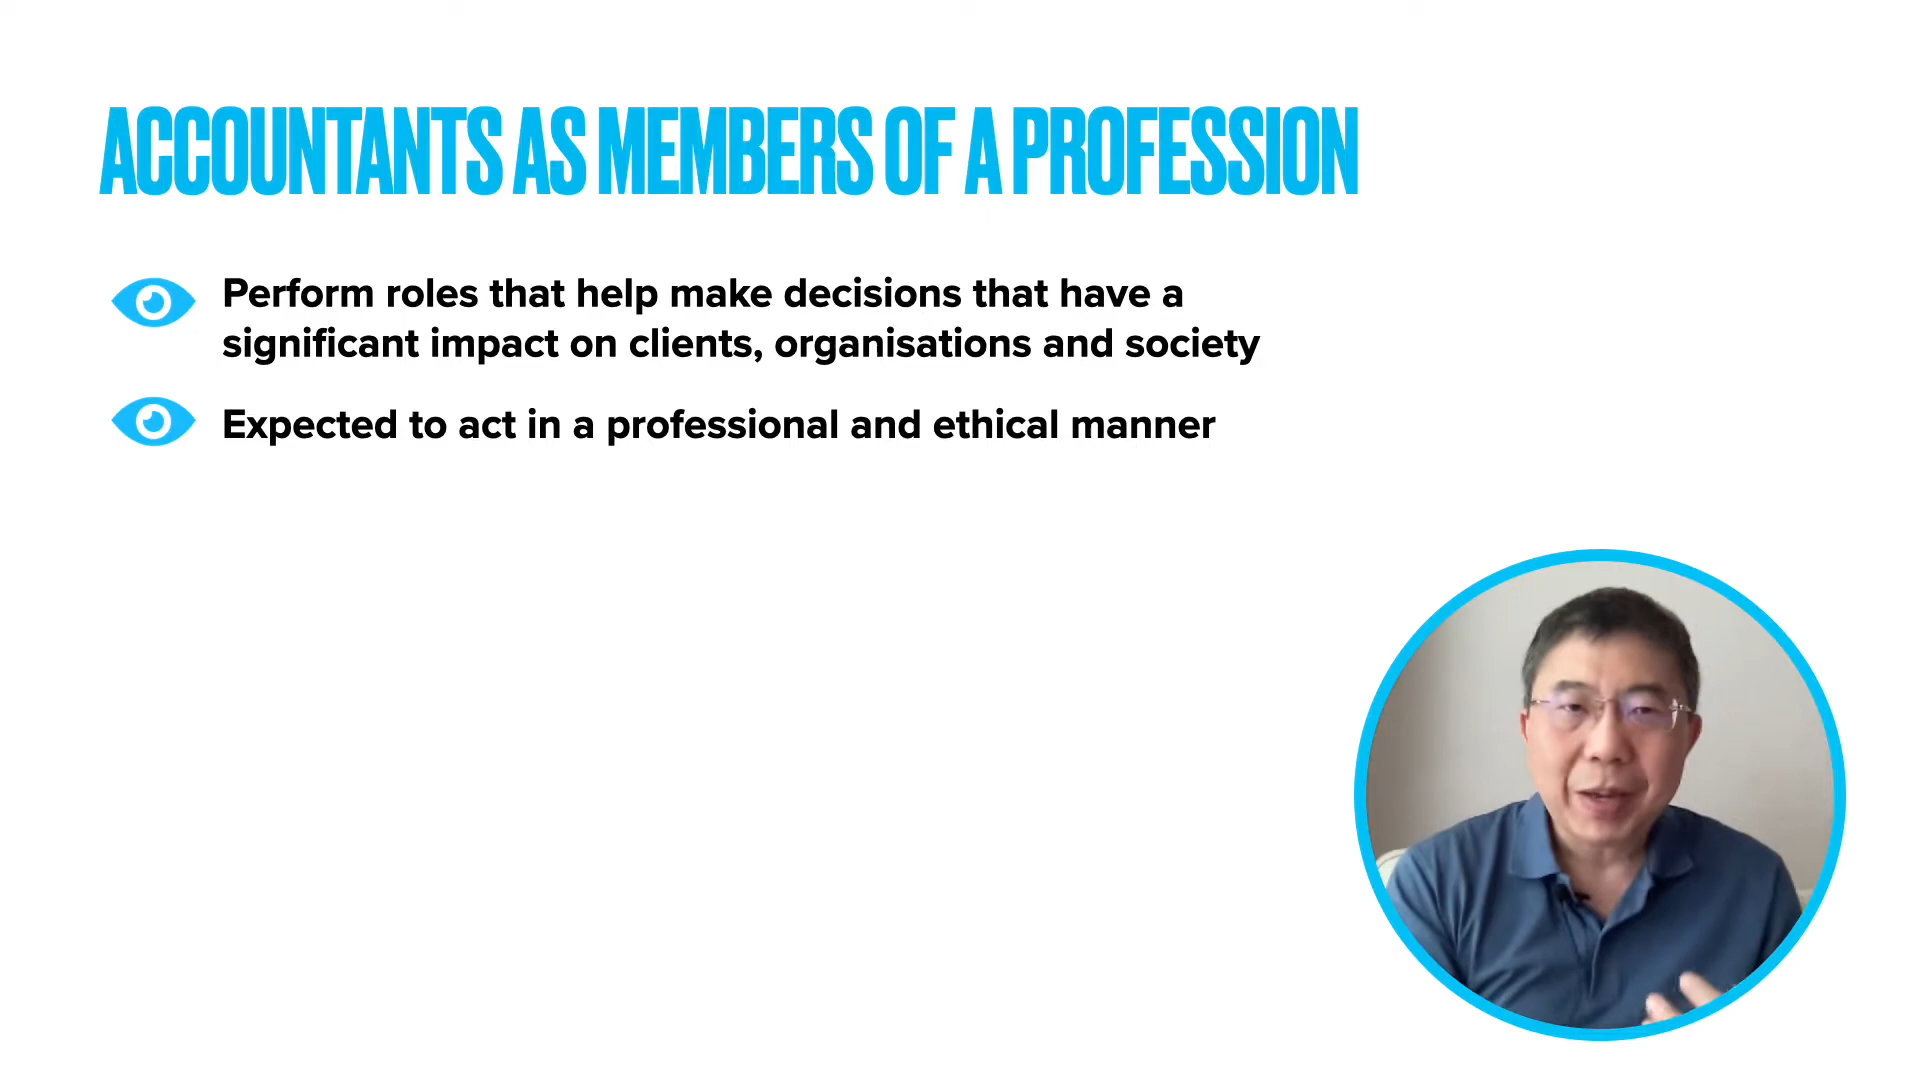 ACCOUNTANTS AS MEMBERS OF A PROFESSION
Perform roles that help make decisions that have a
significant impact on clients, organisations and society
Expected to act in a professional and ethical manner